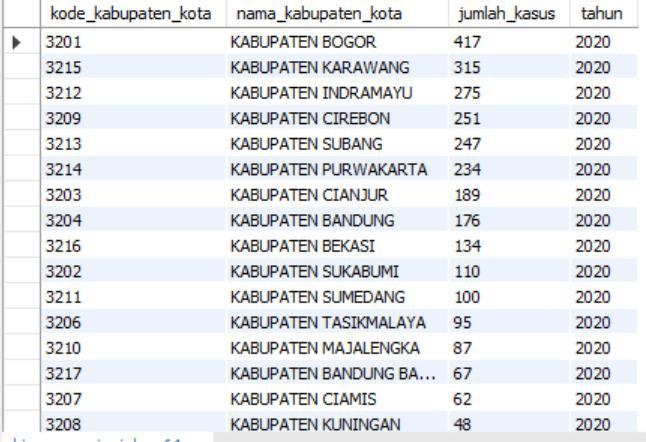 kode_kabupaten_kota nama_kabupaten_kota jumlah_kasus tahun
3201 KABUPATEN BOGOR 417 2020
3215 KABUPATEN KARAWANG 315 2020
3212 KABUPATEN INDRAMAYU 275 2020
3209 KABUPATEN CIREBON 251 2020
3213 KABUPATEN SUBANG 247 2020
3214 KABUPATEN PURWAKARTA 234 2020
3203 KABUPATEN CIANJUR 189 2020
3204 KABUPATEN BANDUNG 176 2020
3216 KABUPATEN BEKASI 134 2020
3202 KABUPATEN SUKABUMI 110 2020
3211 KABUPATEN SUMEDANG 100 2020
3206 KABUPATEN TASIKMALAYA 95 2020
3210 KABUPATEN MAJALENGKA 87 2020
3217 KABUPATEN BANDUNG BA... 67 2020
3207 KABUPATEN CIAMIS 62 2020
3208 KABUPATEN KUNINGAN 48 2020